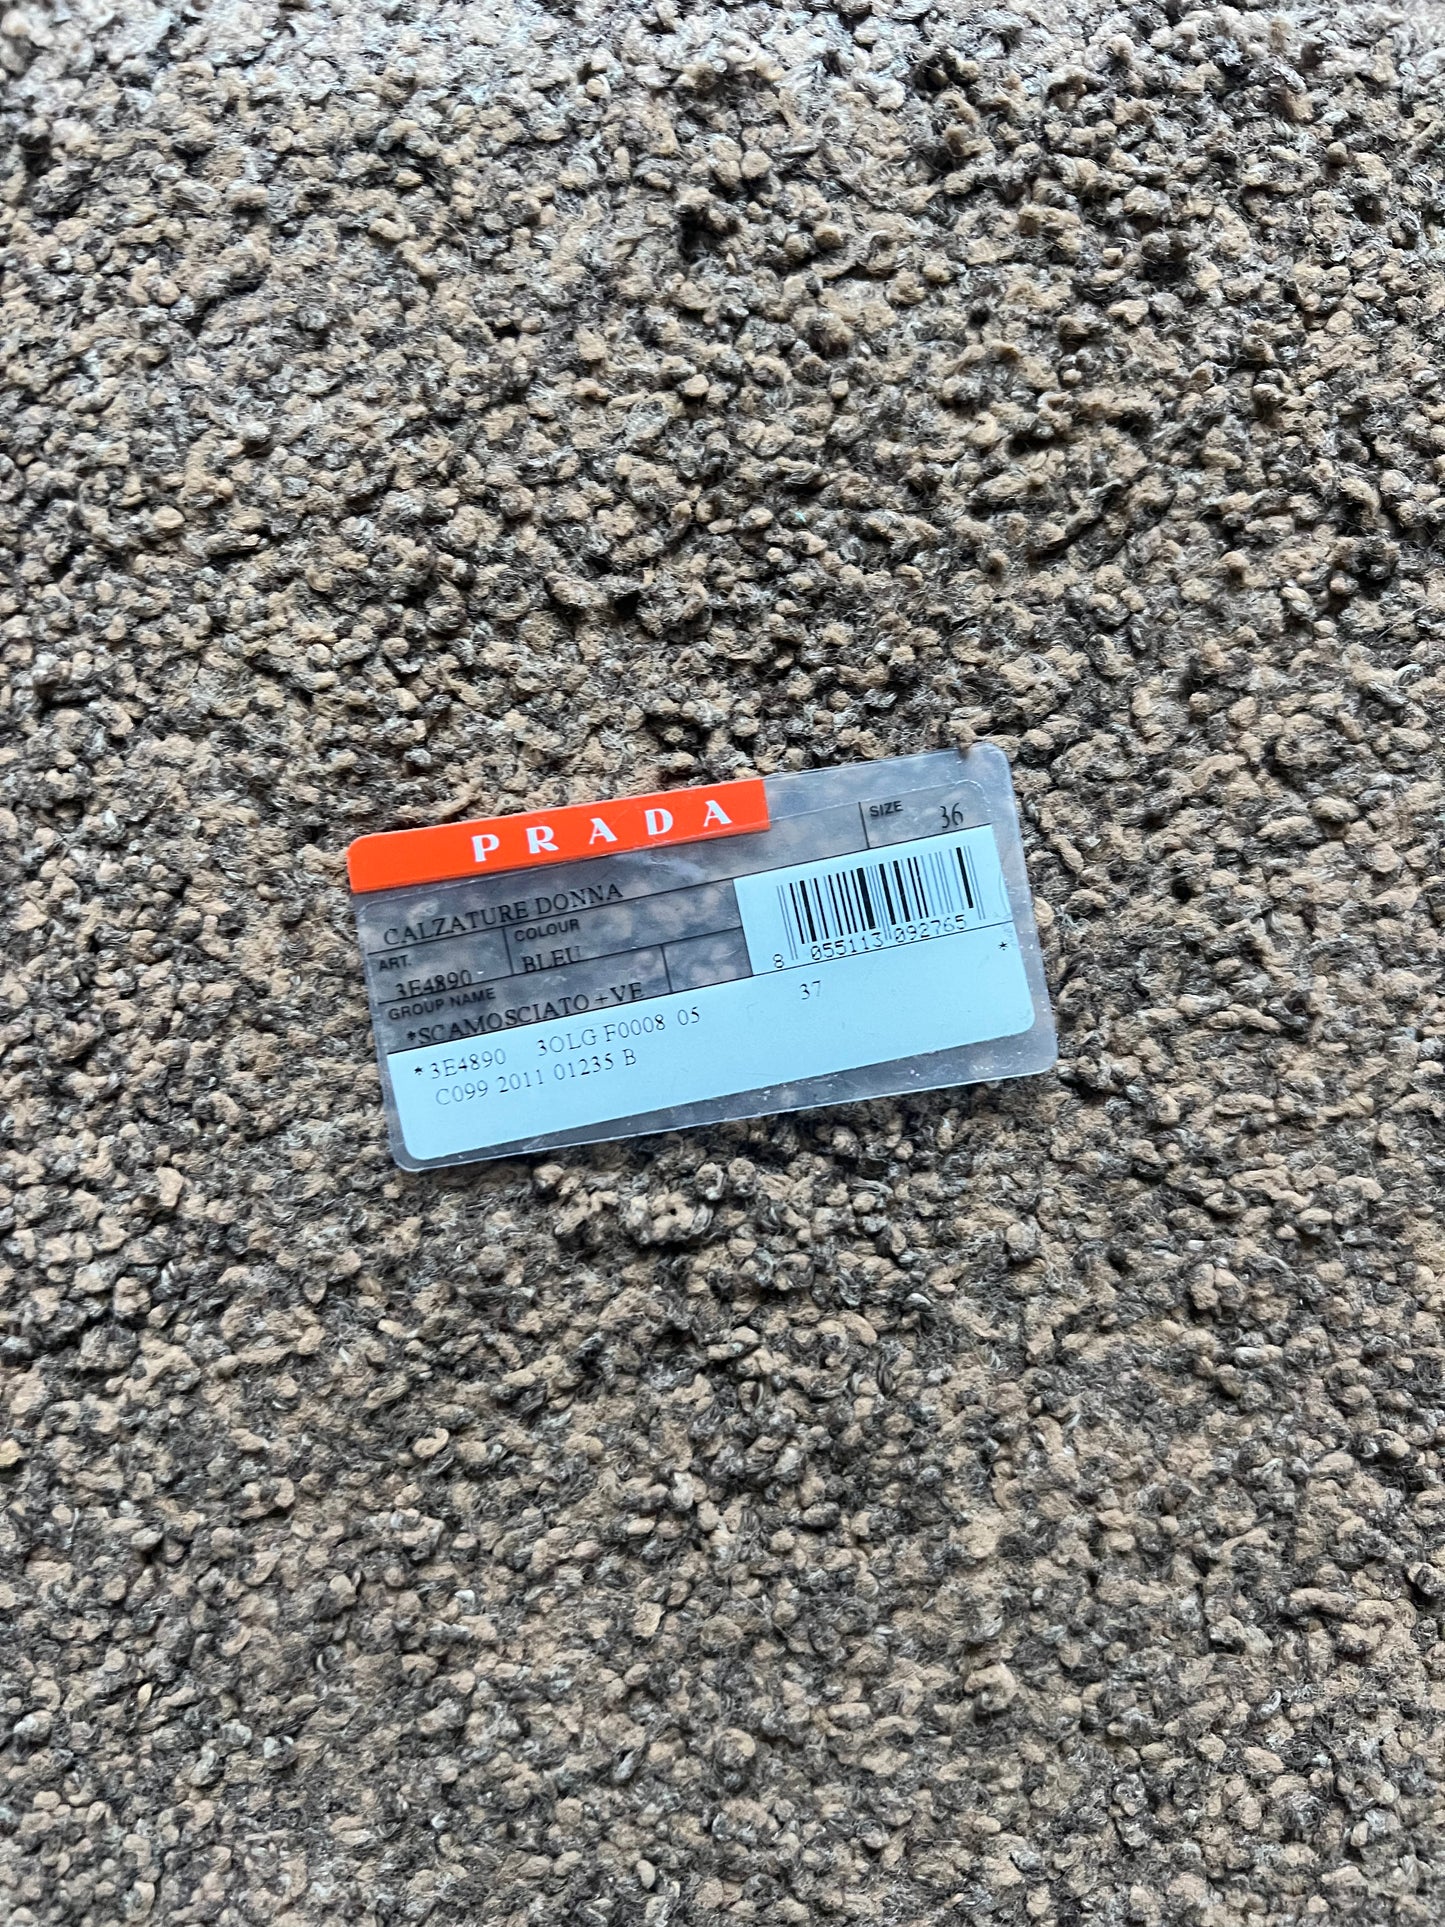 PRADA
SIZE 36
CALZATURE DONNA
ART. COLOUR
3E4890 BLEU
GROUP NAME
*SCAMOSCIATO+VE
8 055113 092765
* 3E4890 3OLG F0008 05 37 *
C099 2011 01235 B